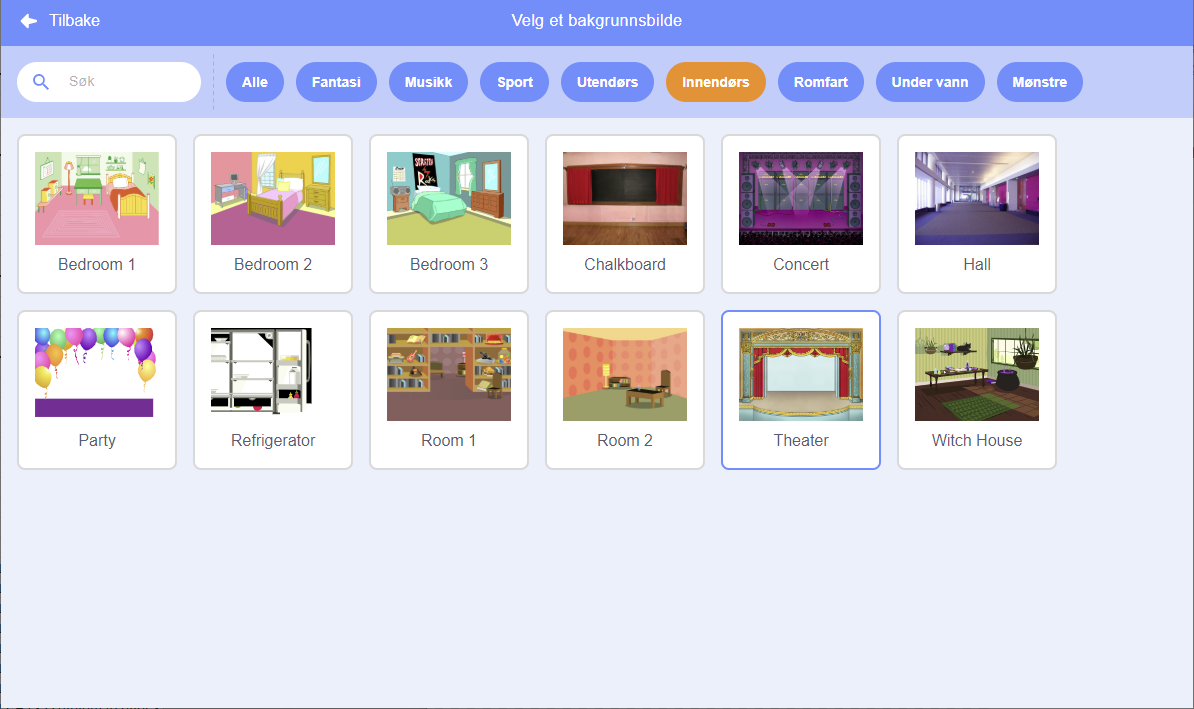 Tilbake
Velg et bakgrunnsbilde
Søk
Alle
Fantasi
Musikk
Sport
Utendørs
Innendørs
Romfart
Under vann
Mønstre
SCRATCH
Bedroom 1
Bedroom 2
Bedroom 3
Chalkboard
Concert
Hall
Party
Refrigerator
Room 1
Room 2
Theater
Witch House